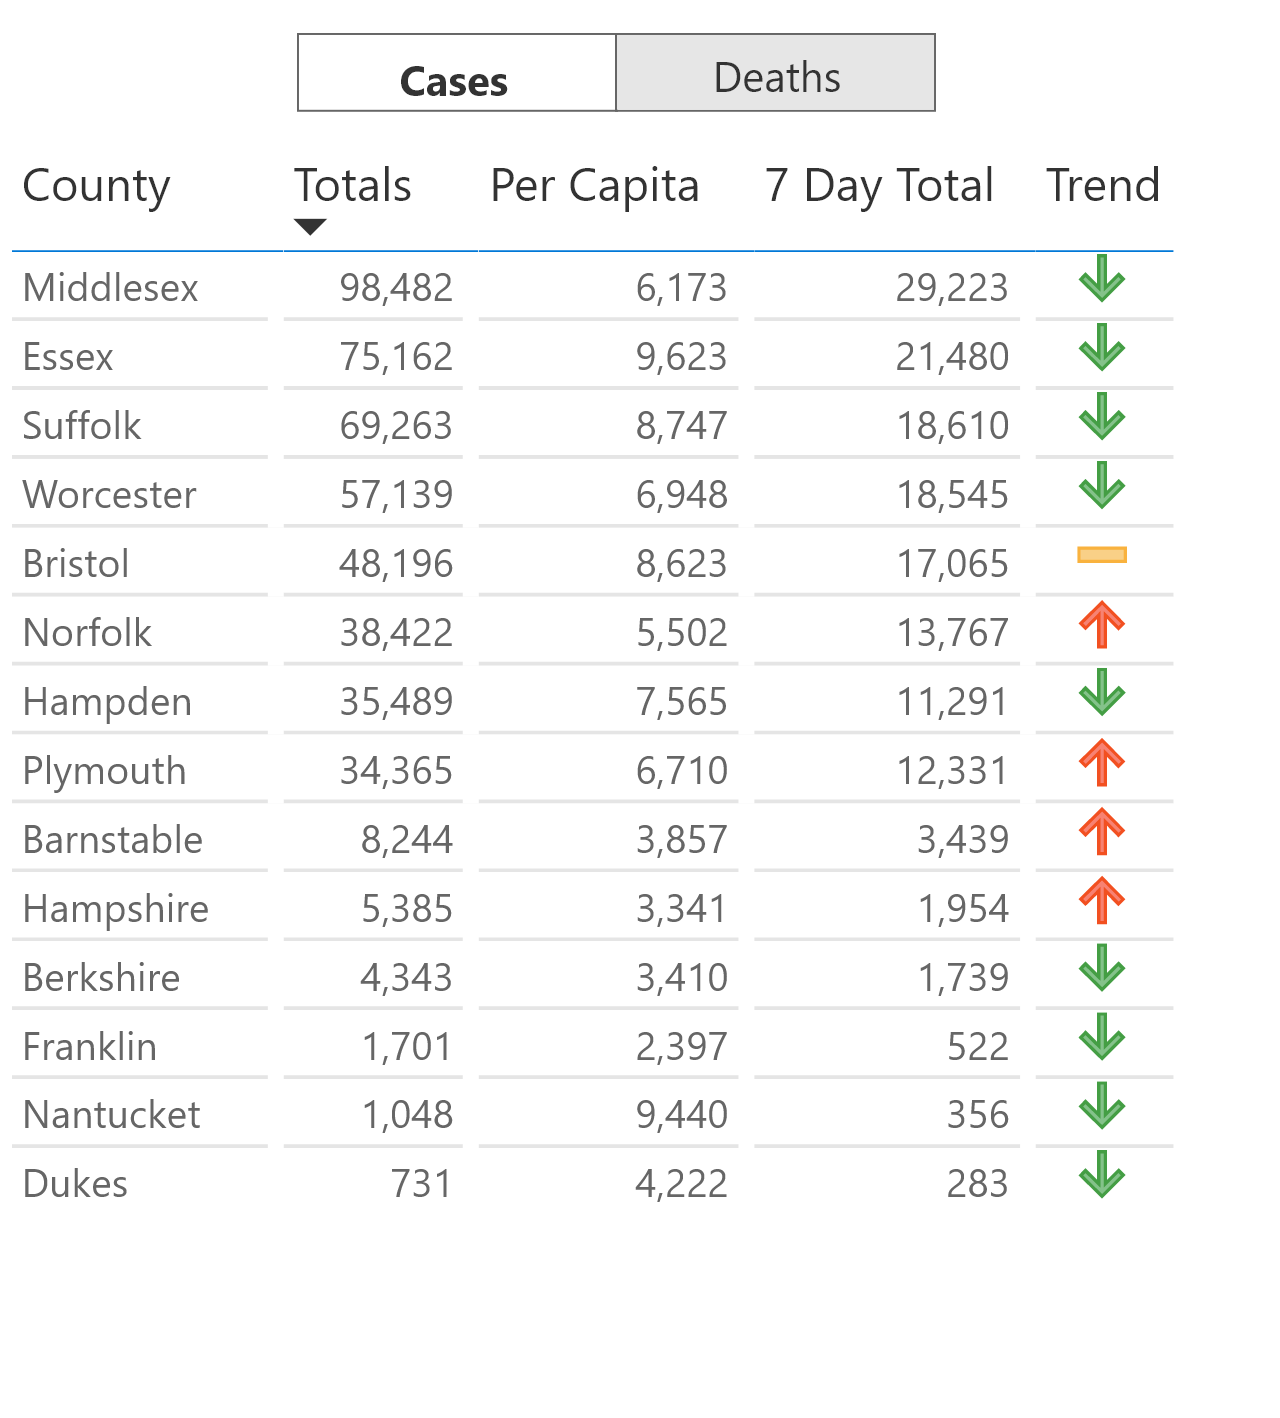 Cases Deaths
County Totals Per Capita 7 Day Total Trend
Middlesex 98,482 6,173 29,223
Essex 75,162 9,623 21,480
Suffolk 69,263 8,747 18,610
Worcester 57,139 6,948 18,545
Bristol 48,196 8,623 17,065
Norfolk 38,422 5,502 13,767
Hampden 35,489 7,565 11,291
Plymouth 34,365 6,710 12,331
Barnstable 8,244 3,857 3,439
Hampshire 5,385 3,341 1,954
Berkshire 4,343 3,410 1,739
Franklin 1,701 2,397 522
Nantucket 1,048 9,440 356
Dukes 731 4,222 283